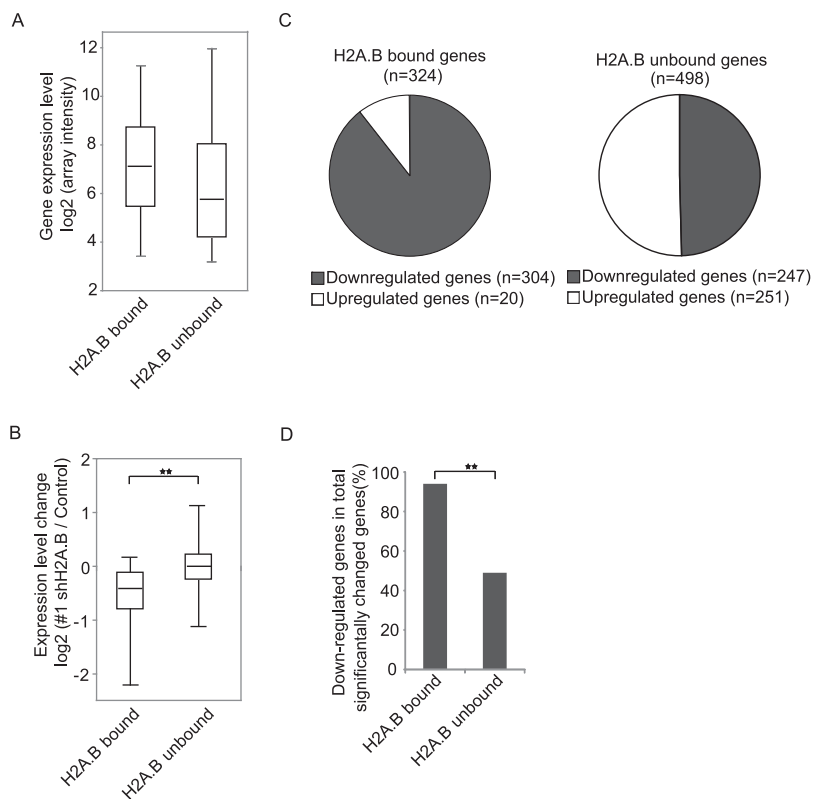 A
Gene expression level
log2 (array intensity)
12
10
8
6
4
2
H2A.B bound
H2A.B unbound
C
H2A.B bound genes
(n=324)
Downregulated genes (n=304)
Upregulated genes (n=20)
H2A.B unbound genes
(n=498)
Downregulated genes (n=247)
Upregulated genes (n=251)
B
Expression level change
log2 (#1 shH2A.B / Control)
2
1
0
-1
-2
**
H2A.B bound
H2A.B unbound
D
Down-regulated genes in total
significantally changed genes(%)
100
80
60
40
20
0
**
H2A.B bound
H2A.B unbound